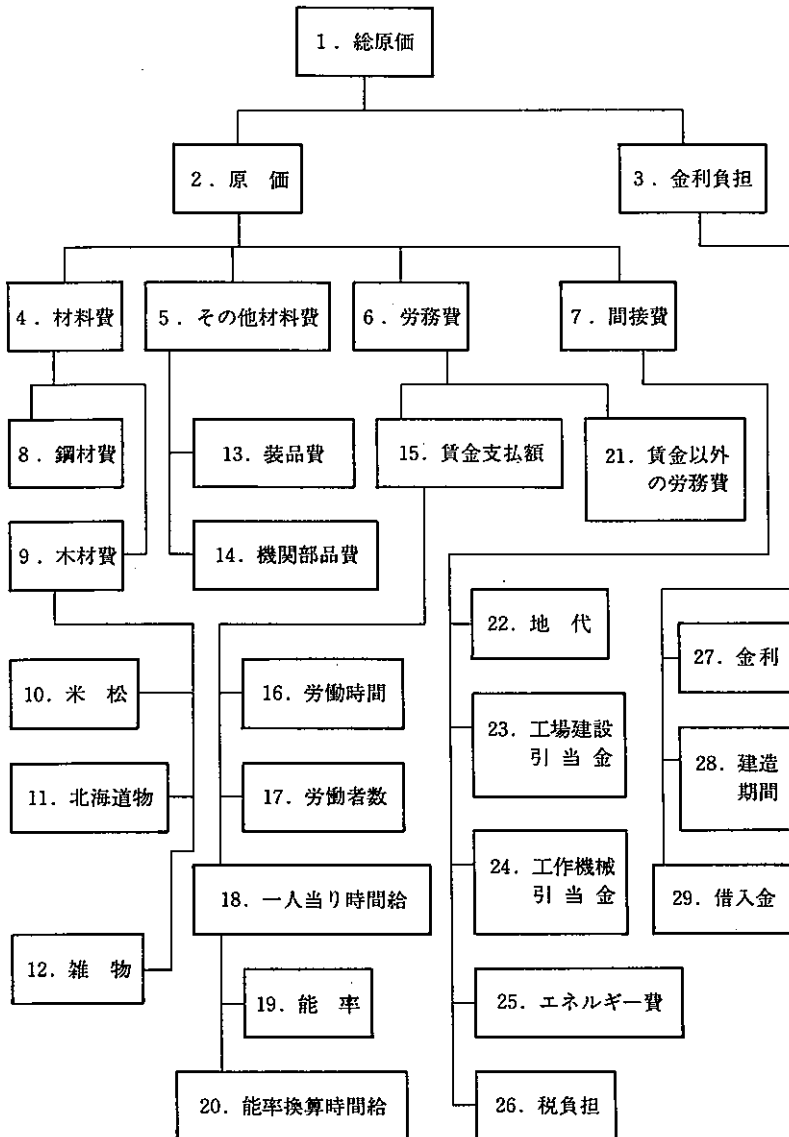 1．総原価
2．原　価
3．金利負担
4．材料費
5．その他材料費
6．労務費
7．間接費
8．鋼材費
13．装品費
15．賃金支払額
21．賃金以外
の労務費
9．木材費
14．機関部品費
22．地　代
27．金利
10．米　松
16．労働時間
23．工場建設
引 当 金
28．建造
期間
11．北海道物
17．労働者数
24．工作機械
引 当 金
18．一人当り時間給
29．借入金
12．雑　物
19．能　率
25．エネルギー費
20．能率換算時間給
26．税負担